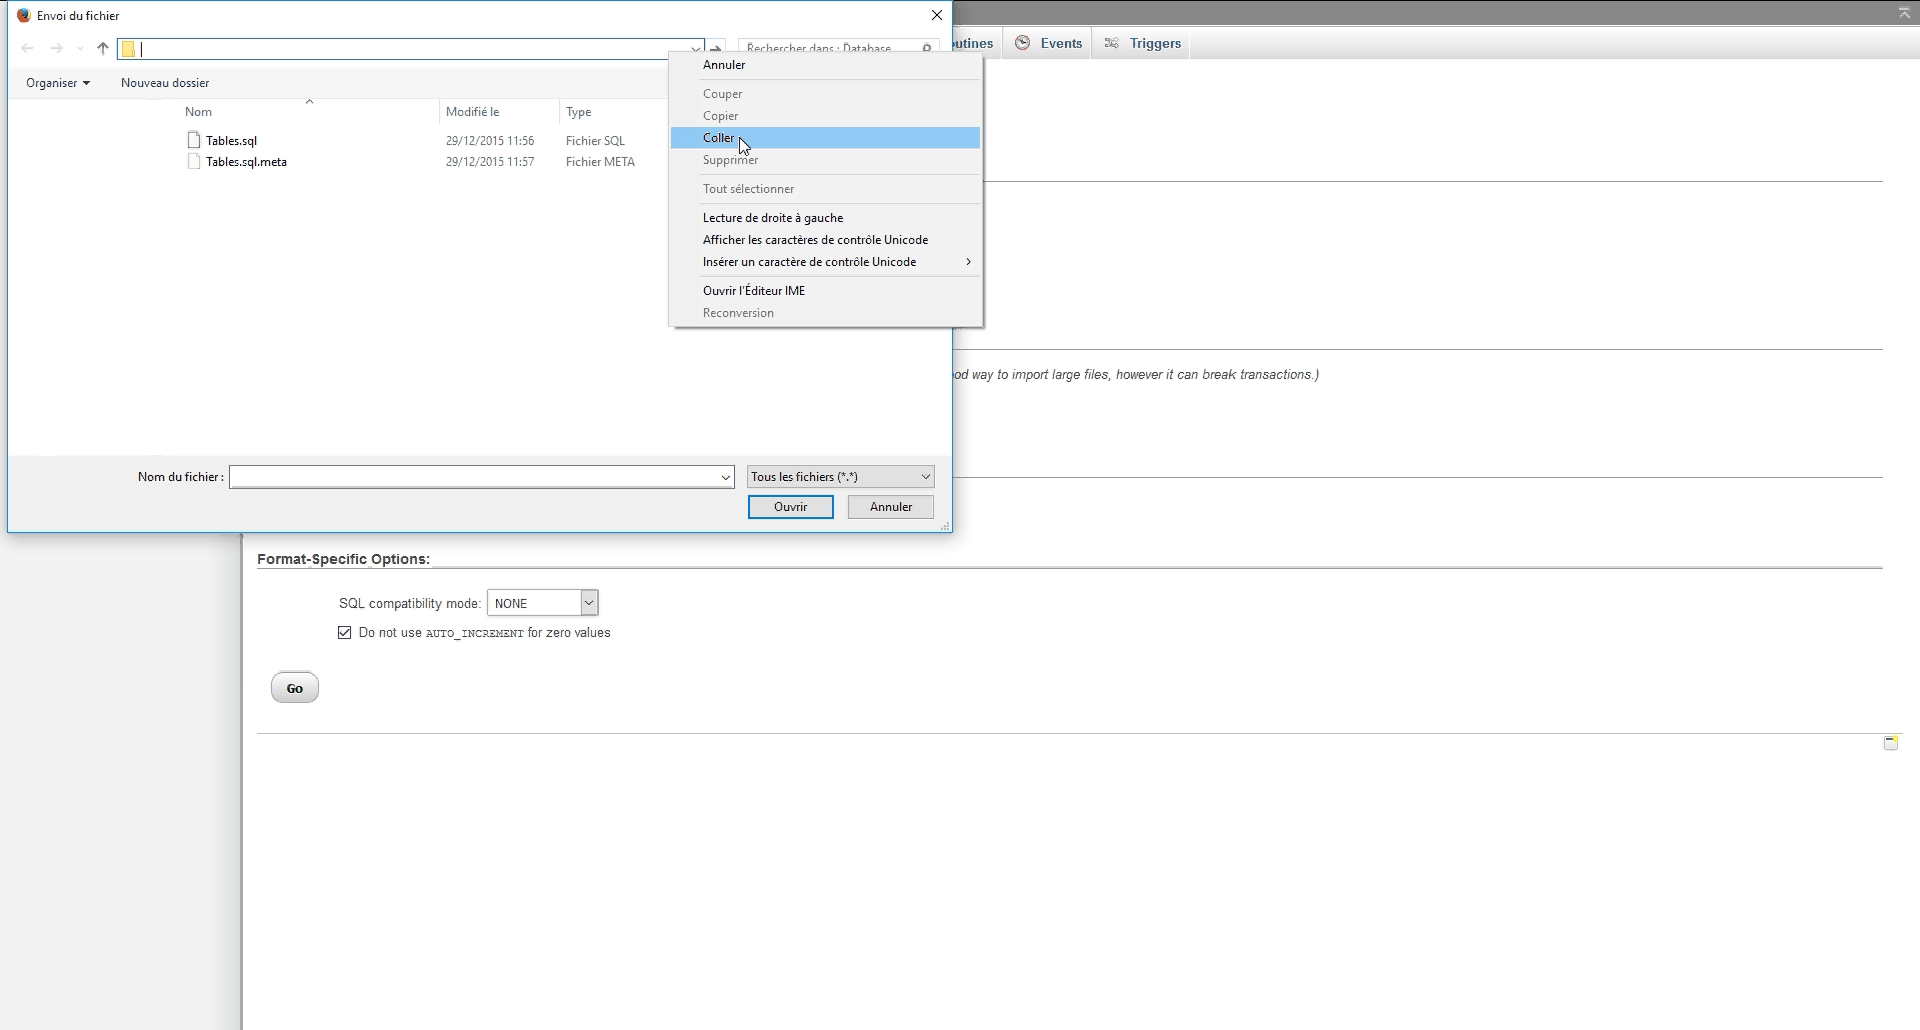 Envoi du fichier
Rechercher dans : Database
Organiser
Nouveau dossier
Nom
Modifié le
Type
Tables.sql
29/12/2015 11:56
Fichier SQL
Tables.sql.meta
29/12/2015 11:57
Fichier META
Annuler
Couper
Copier
Coller
Supprimer
Tout sélectionner
Lecture de droite à gauche
Afficher les caractères de contrôle Unicode
Insérer un caractère de contrôle Unicode
Ouvrir l'Éditeur IME
Reconversion
Nom du fichier :
Tous les fichiers (*.*)
Ouvrir
Annuler
utines
Events
Triggers
od way to import large files, however it can break transactions.)
Format-Specific Options:
SQL compatibility mode:
NONE
Do not use AUTO_INCREMENT for zero values
Go